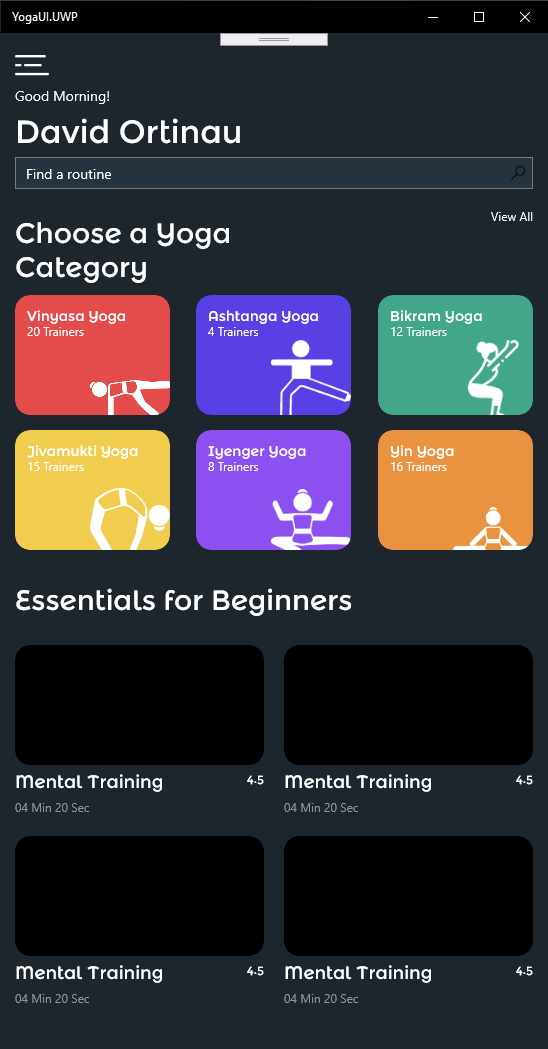 YogaUI.UWP
Good Morning!
David Ortinau
Find a routine
View All
Choose a Yoga
Category
Vinyasa Yoga
20 Trainers
Ashtanga Yoga
4 Trainers
Bikram Yoga
12 Trainers
Jivamukti Yoga
15 Trainers
Iyenger Yoga
8 Trainers
Yin Yoga
16 Trainers
Essentials for Beginners
Mental Training 4.5
04 Min 20 Sec
Mental Training 4.5
04 Min 20 Sec
Mental Training 4.5
04 Min 20 Sec
Mental Training 4.5
04 Min 20 Sec